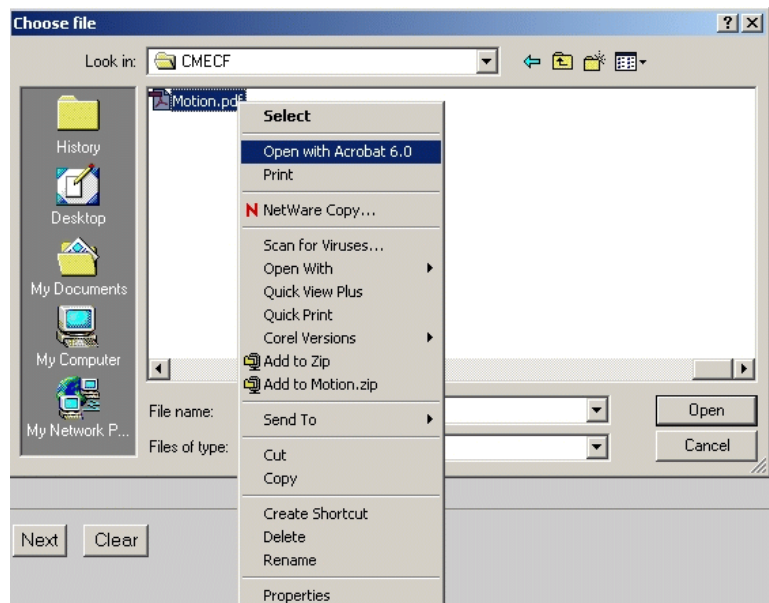 Choose file
Look in:
CMECF
History
Desktop
My Documents
My Computer
My Network P...
Motion.pdf
Select
Open with Acrobat 6.0
Print
N NetWare Copy...
Scan for Viruses...
Open With
Quick View Plus
Quick Print
Corel Versions
Add to Zip
Add to Motion.zip
Send To
Cut
Copy
Create Shortcut
Delete
Rename
Properties
File name:
Open
Files of type:
Cancel
Next
Clear